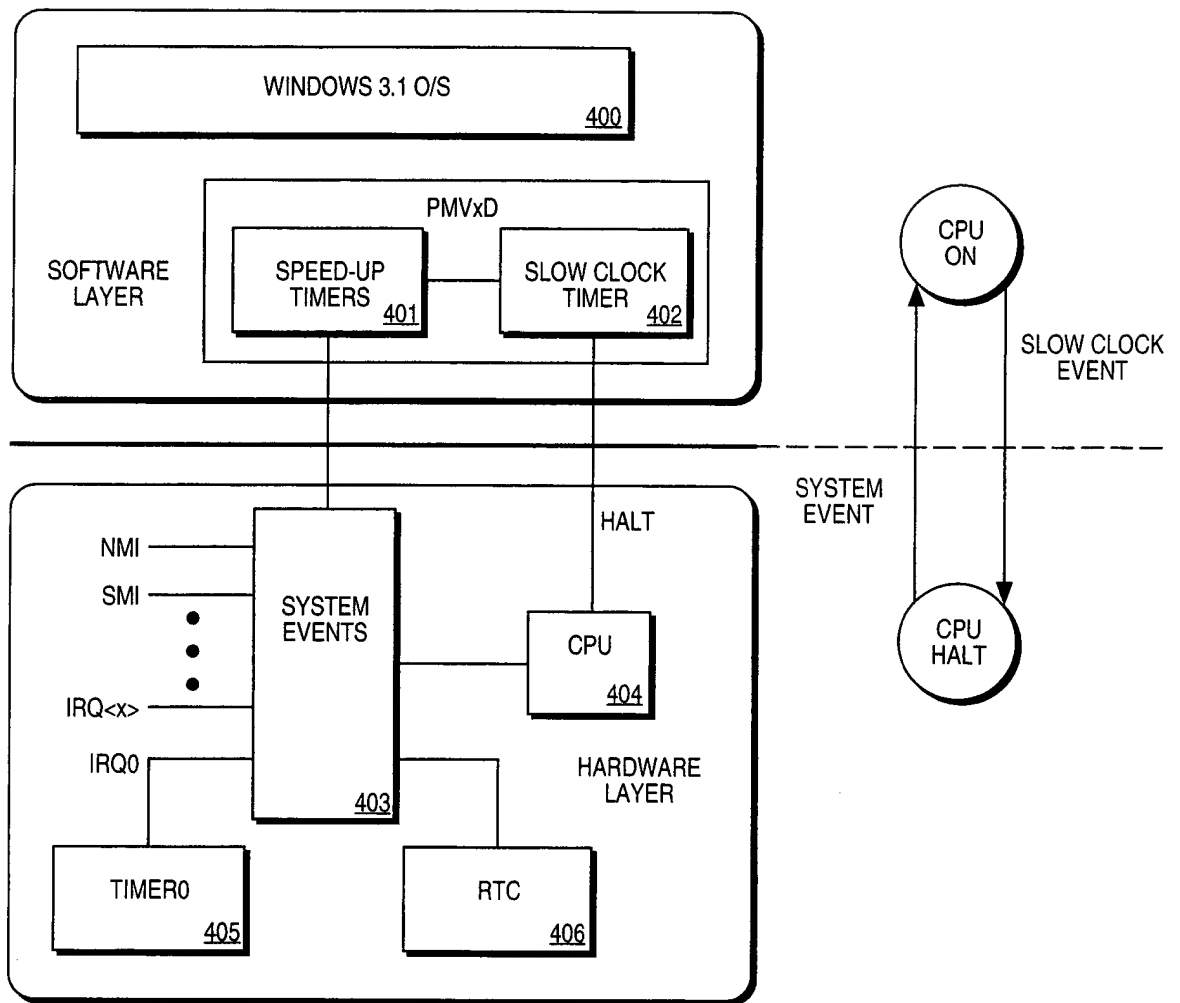 WINDOWS 3.1 O/S
400
PMVxD
SOFTWARE
LAYER
SPEED-UP
TIMERS
401
SLOW CLOCK
TIMER
402
CPU
ON
SLOW CLOCK
EVENT
SYSTEM
EVENT
CPU
HALT
HALT
NMI
SMI
IRQ<x>
IRQ0
SYSTEM
EVENTS
403
CPU
404
HARDWARE
LAYER
TIMER0
405
RTC
406